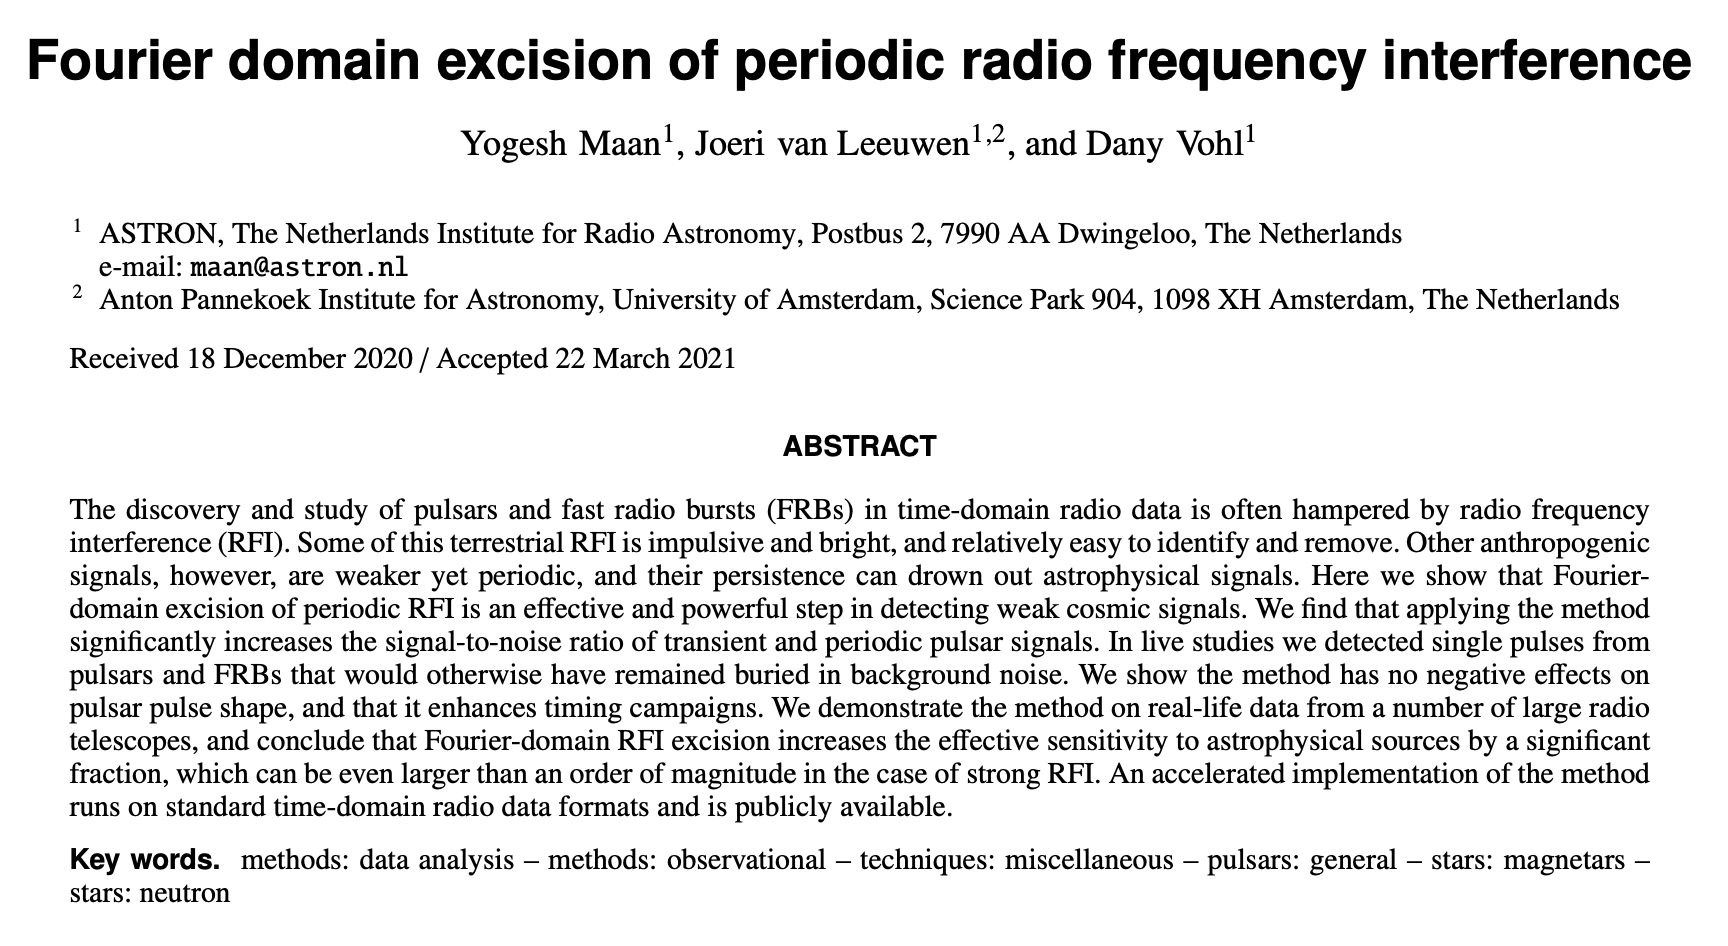 Fourier domain excision of periodic radio frequency interference
Yogesh Maan1, Joeri van Leeuwen1,2, and Dany Vohl1
1 ASTRON, The Netherlands Institute for Radio Astronomy, Postbus 2, 7990 AA Dwingeloo, The Netherlands
e-mail: maan@astron.nl
2 Anton Pannekoek Institute for Astronomy, University of Amsterdam, Science Park 904, 1098 XH Amsterdam, The Netherlands
Received 18 December 2020 / Accepted 22 March 2021
ABSTRACT
The discovery and study of pulsars and fast radio bursts (FRBs) in time-domain radio data is often hampered by radio frequency
interference (RFI). Some of this terrestrial RFI is impulsive and bright, and relatively easy to identify and remove. Other anthropogenic
signals, however, are weaker yet periodic, and their persistence can drown out astrophysical signals. Here we show that Fourier-
domain excision of periodic RFI is an effective and powerful step in detecting weak cosmic signals. We find that applying the method
significantly increases the signal-to-noise ratio of transient and periodic pulsar signals. In live studies we detected single pulses from
pulsars and FRBs that would otherwise have remained buried in background noise. We show the method has no negative effects on
pulsar pulse shape, and that it enhances timing campaigns. We demonstrate the method on real-life data from a number of large radio
telescopes, and conclude that Fourier-domain RFI excision increases the effective sensitivity to astrophysical sources by a significant
fraction, which can be even larger than an order of magnitude in the case of strong RFI. An accelerated implementation of the method
runs on standard time-domain radio data formats and is publicly available.
Key words. methods: data analysis – methods: observational – techniques: miscellaneous – pulsars: general – stars: magnetars –
stars: neutron